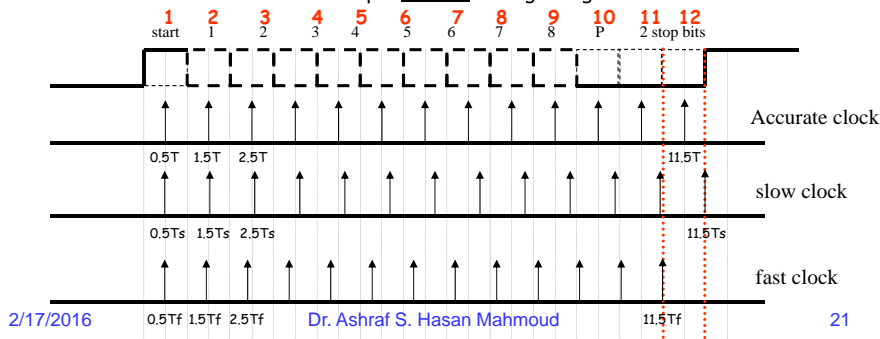 1 2 3 4 5 6 7 8 9 10 11 12
start 1 2 3 4 5 6 7 8 P 2 stop bits
Accurate clock
0.5T 1.5T 2.5T 11.5T
slow clock
0.5Ts 1.5Ts 2.5Ts 11.5Ts
fast clock
0.5Tf 1.5Tf 2.5Tf 11.5Tf
2/17/2016 Dr. Ashraf S. Hasan Mahmoud 21